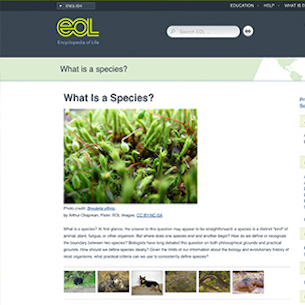 ENGLISH
EDUCATION HELP WHAT IS E
EOL
Encyclopedia of Life
Search EOL ...
GO
What is a species?
What Is a Species?
Photo credit: Breutelia affinis,
by Arthur Chapman, Flickr: EOL Images. CC BY-NC-SA
What is a species? At first glance, the answer to this question may appear to be straightforward: a species is a distinct "kind" of
animal, plant, fungus, or other organism. But where does one species end and another begin? How do we define or recognize
the boundary between two species? Biologists have long debated this question on both philosophical grounds and practical
grounds. How should we define species ideally? Given the limits of our information about the biology and evolutionary history of
most organisms, what practical criteria can we use to consistently define species?